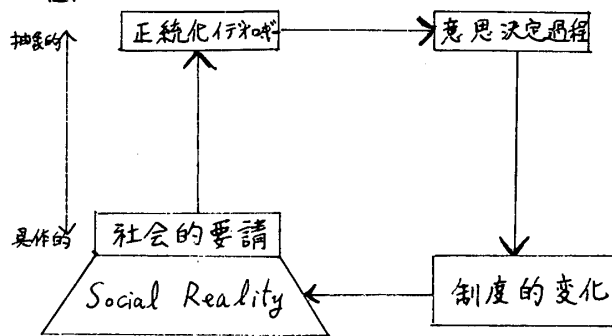 抽象的
正統化イデオロギー
意思決定過程
具体的
社会的要請
Social Reality
制度的変化